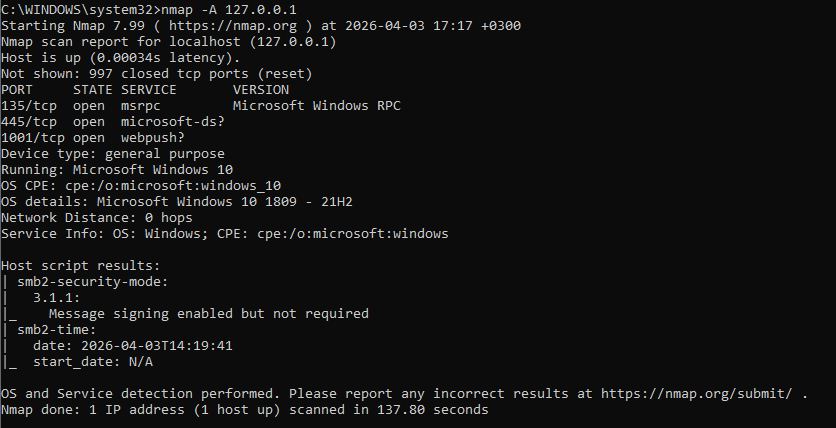 C:\WINDOWS\system32>nmap -A 127.0.0.1
Starting Nmap 7.99 ( https://nmap.org ) at 2026-04-03 17:17 +0300
Nmap scan report for localhost (127.0.0.1)
Host is up (0.00034s latency).
Not shown: 997 closed tcp ports (reset)
PORT     STATE SERVICE       VERSION
135/tcp  open  msrpc         Microsoft Windows RPC
445/tcp  open  microsoft-ds?
1001/tcp open  webpush?
Device type: general purpose
Running: Microsoft Windows 10
OS CPE: cpe:/o:microsoft:windows_10
OS details: Microsoft Windows 10 1809 - 21H2
Network Distance: 0 hops
Service Info: OS: Windows; CPE: cpe:/o:microsoft:windows

Host script results:
| smb2-security-mode:
|   3.1.1:
|_    Message signing enabled but not required
| smb2-time:
|   date: 2026-04-03T14:19:41
|_  start_date: N/A

OS and Service detection performed. Please report any incorrect results at https://nmap.org/submit/ .
Nmap done: 1 IP address (1 host up) scanned in 137.80 seconds